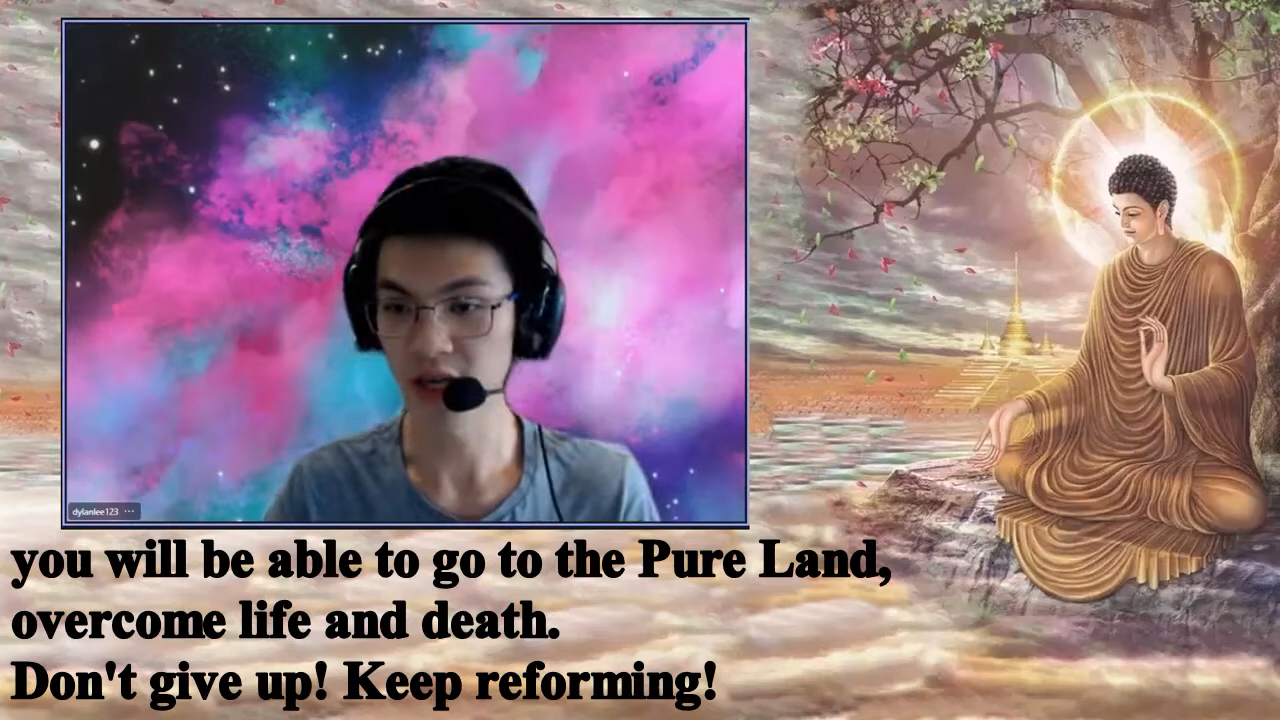 dylanlee123 ...
you will be able to go to the Pure Land,
overcome life and death.
Don't give up! Keep reforming!